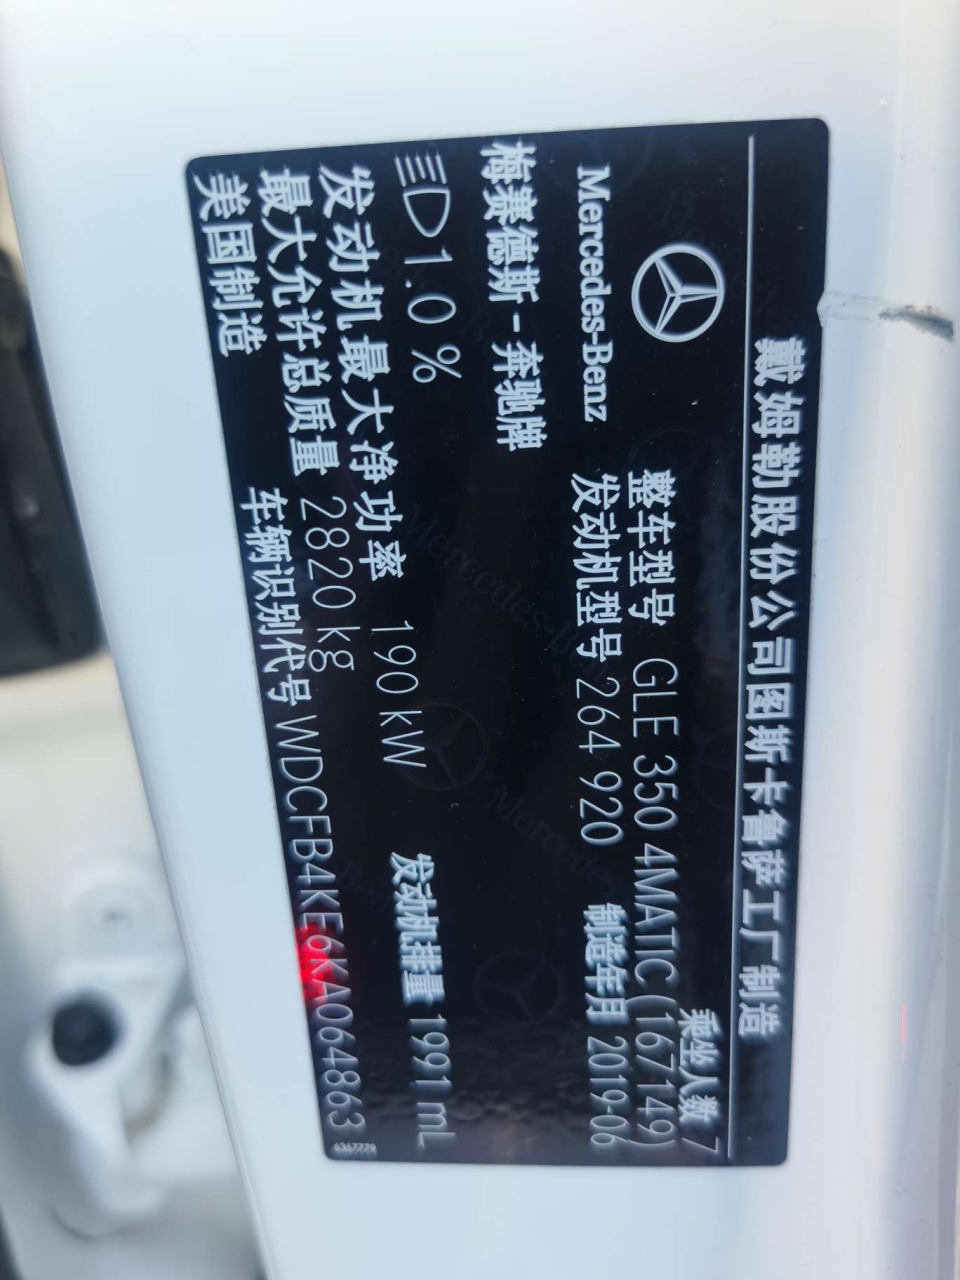 戴姆勒股份公司图斯卡鲁萨工厂制造
Mercedes-Benz
乘坐人数 7
整车型号 GLE 350 4MATIC (167149)
发动机型号 264 920 制造年月 2019-06
梅赛德斯-奔驰牌
1.0 %
发动机最大净功率 190 kW 发动机排量 1991 mL
最大允许总质量 2820 kg
美国制造
车辆识别代号 WDCFB4KE6KA064863